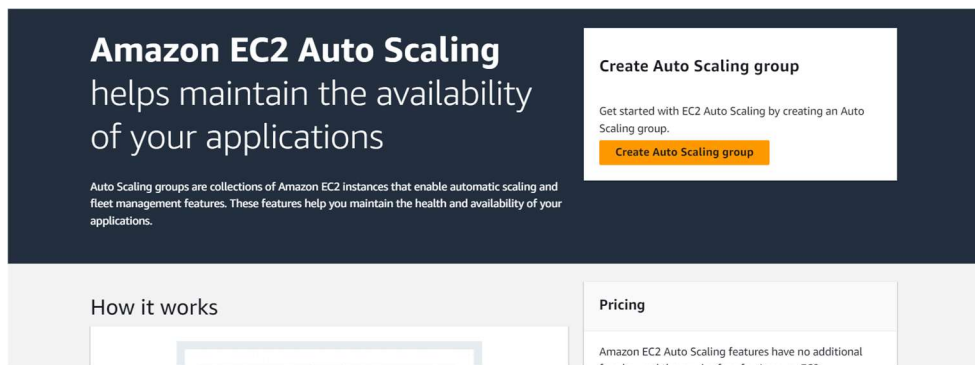 Amazon EC2 Auto Scaling
helps maintain the availability
of your applications
Auto Scaling groups are collections of Amazon EC2 instances that enable automatic scaling and
fleet management features. These features help you maintain the health and availability of your
applications.
Create Auto Scaling group
Get started with EC2 Auto Scaling by creating an Auto
Scaling group.
Create Auto Scaling group
How it works
Pricing
Amazon EC2 Auto Scaling features have no additional